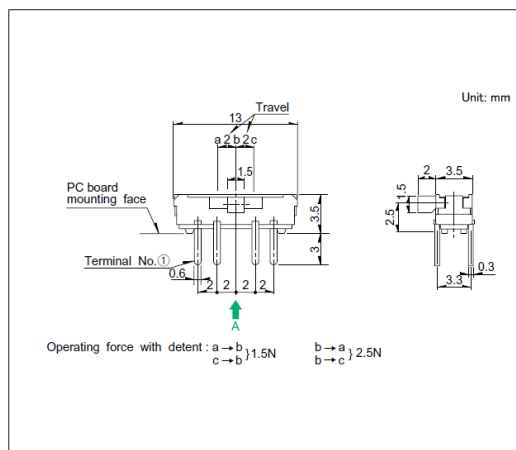 Unit: mm
Travel
13
a 2 b 2 c
1.5
PC board
mounting face
3.5
3
Terminal No.①
0.6
2 2 2 2
A
2 3.5
1.5
2.5
0.3
3.3
Operating force with detent : a→b
c→b } 1.5N
b→a
b→c } 2.5N